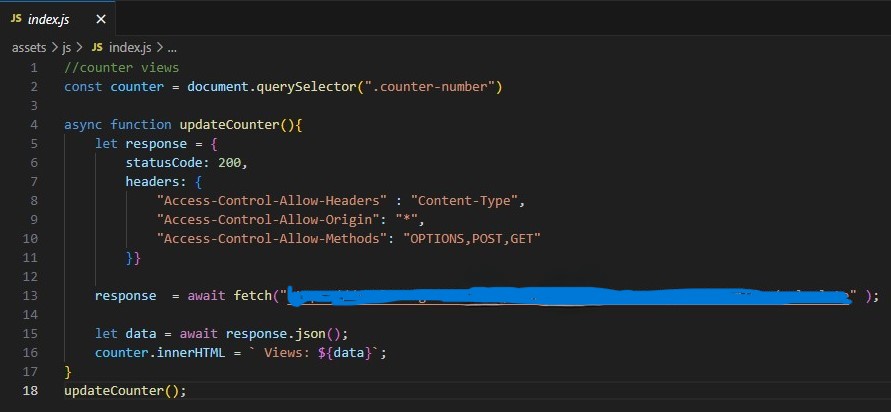 JS index.js ×
assets > js > JS index.js > ...
1 //counter views
2 const counter = document.querySelector(".counter-number")
3
4 async function updateCounter(){
5 let response = {
6 statusCode: 200,
7 headers: {
8 "Access-Control-Allow-Headers" : "Content-Type",
9 "Access-Control-Allow-Origin": "*",
10 "Access-Control-Allow-Methods": "OPTIONS,POST,GET"
11 }}
12
13 response = await fetch(" " );
14
15 let data = await response.json();
16 counter.innerHTML = ` Views: ${data}`;
17 }
18 updateCounter();